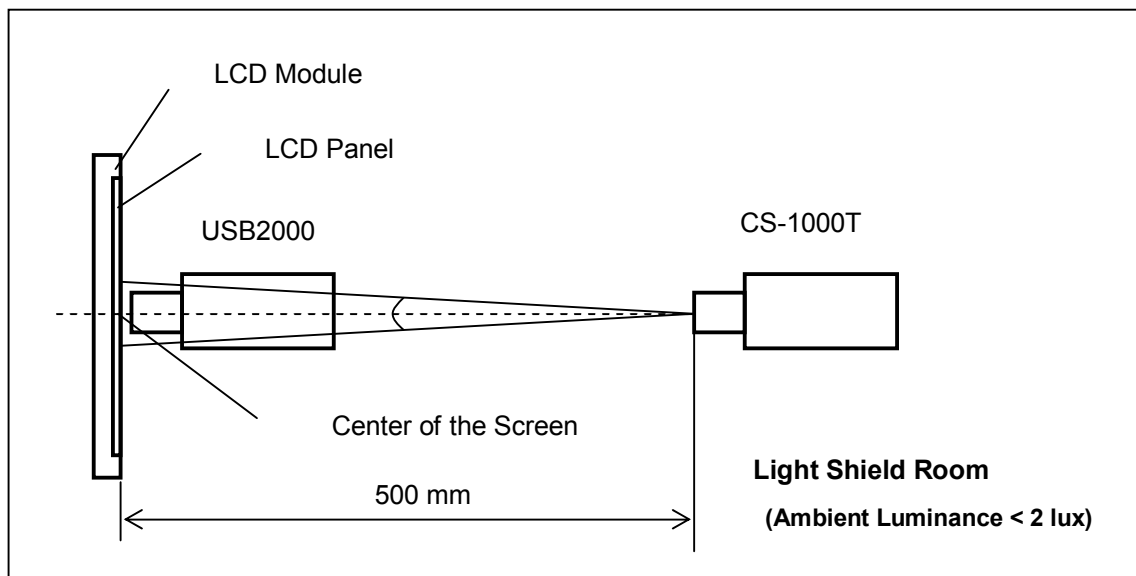 LCD Module
LCD Panel
USB2000
CS-1000T
Center of the Screen
500 mm
Light Shield Room
(Ambient Luminance < 2 lux)